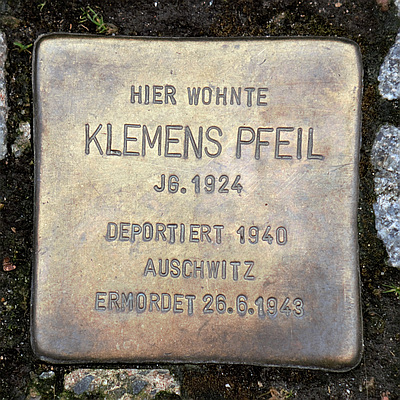 HIER WOHNTE
KLEMENS PFEIL
JG. 1924
DEPORTIERT 1940
AUSCHWITZ
ERMORDET 26.6.1943